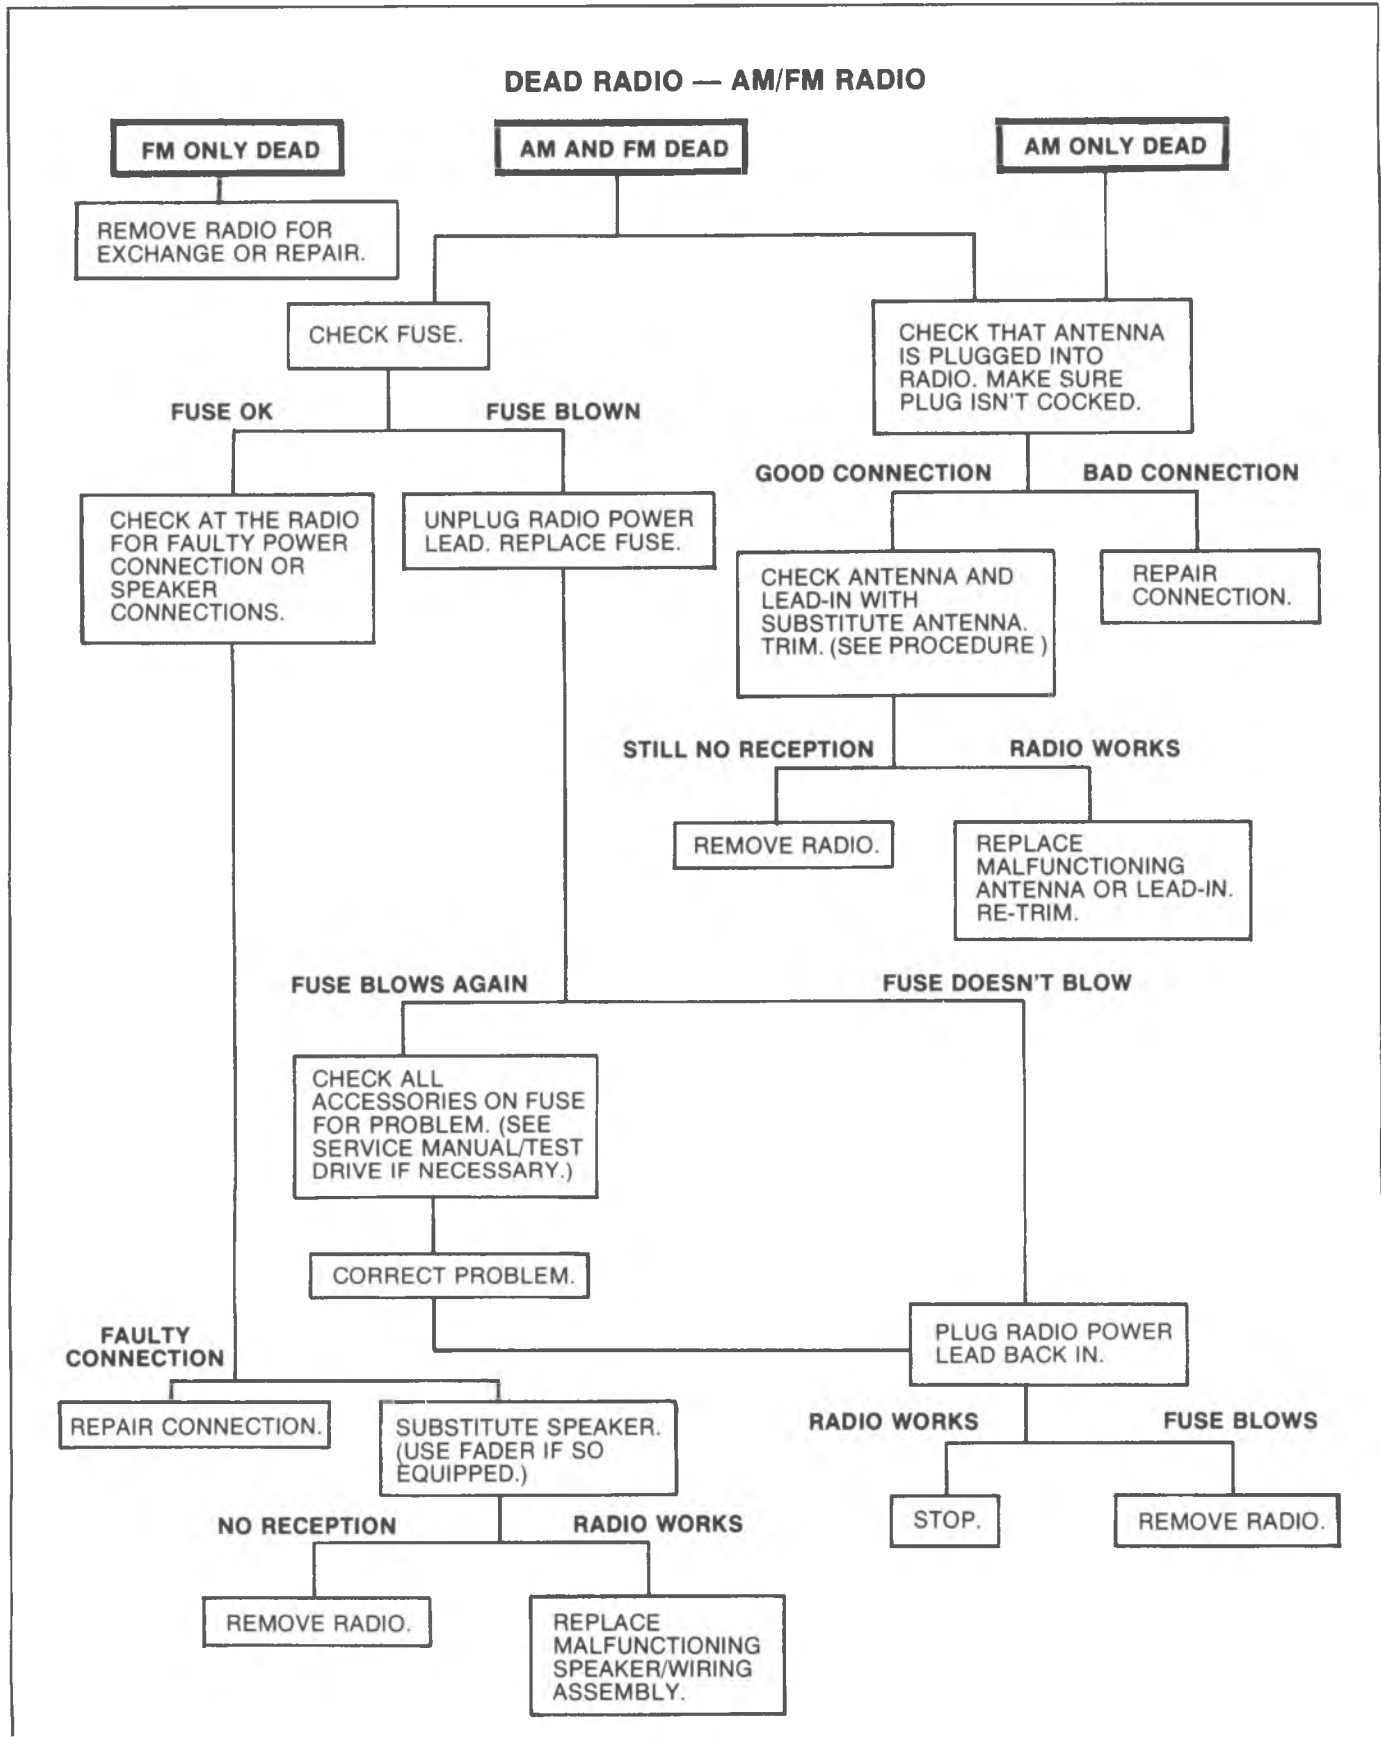 DEAD RADIO — AM/FM RADIO
FM ONLY DEAD
AM AND FM DEAD
AM ONLY DEAD
REMOVE RADIO FOR
EXCHANGE OR REPAIR.
CHECK FUSE.
CHECK THAT ANTENNA
IS PLUGGED INTO
RADIO. MAKE SURE
PLUG ISN'T COCKED.
FUSE OK
FUSE BLOWN
GOOD CONNECTION
BAD CONNECTION
CHECK AT THE RADIO
FOR FAULTY POWER
CONNECTION OR
SPEAKER
CONNECTIONS.
UNPLUG RADIO POWER
LEAD. REPLACE FUSE.
CHECK ANTENNA AND
LEAD-IN WITH
SUBSTITUTE ANTENNA.
TRIM. (SEE PROCEDURE )
REPAIR
CONNECTION.
STILL NO RECEPTION
RADIO WORKS
REMOVE RADIO.
REPLACE
MALFUNCTIONING
ANTENNA OR LEAD-IN.
RE-TRIM.
FUSE BLOWS AGAIN
FUSE DOESN'T BLOW
CHECK ALL
ACCESSORIES ON FUSE
FOR PROBLEM. (SEE
SERVICE MANUAL/TEST
DRIVE IF NECESSARY.)
CORRECT PROBLEM.
PLUG RADIO POWER
LEAD BACK IN.
FAULTY
CONNECTION
REPAIR CONNECTION.
SUBSTITUTE SPEAKER.
(USE FADER IF SO
EQUIPPED.)
RADIO WORKS
FUSE BLOWS
STOP.
REMOVE RADIO.
NO RECEPTION
RADIO WORKS
REMOVE RADIO.
REPLACE
MALFUNCTIONING
SPEAKER/WIRING
ASSEMBLY.